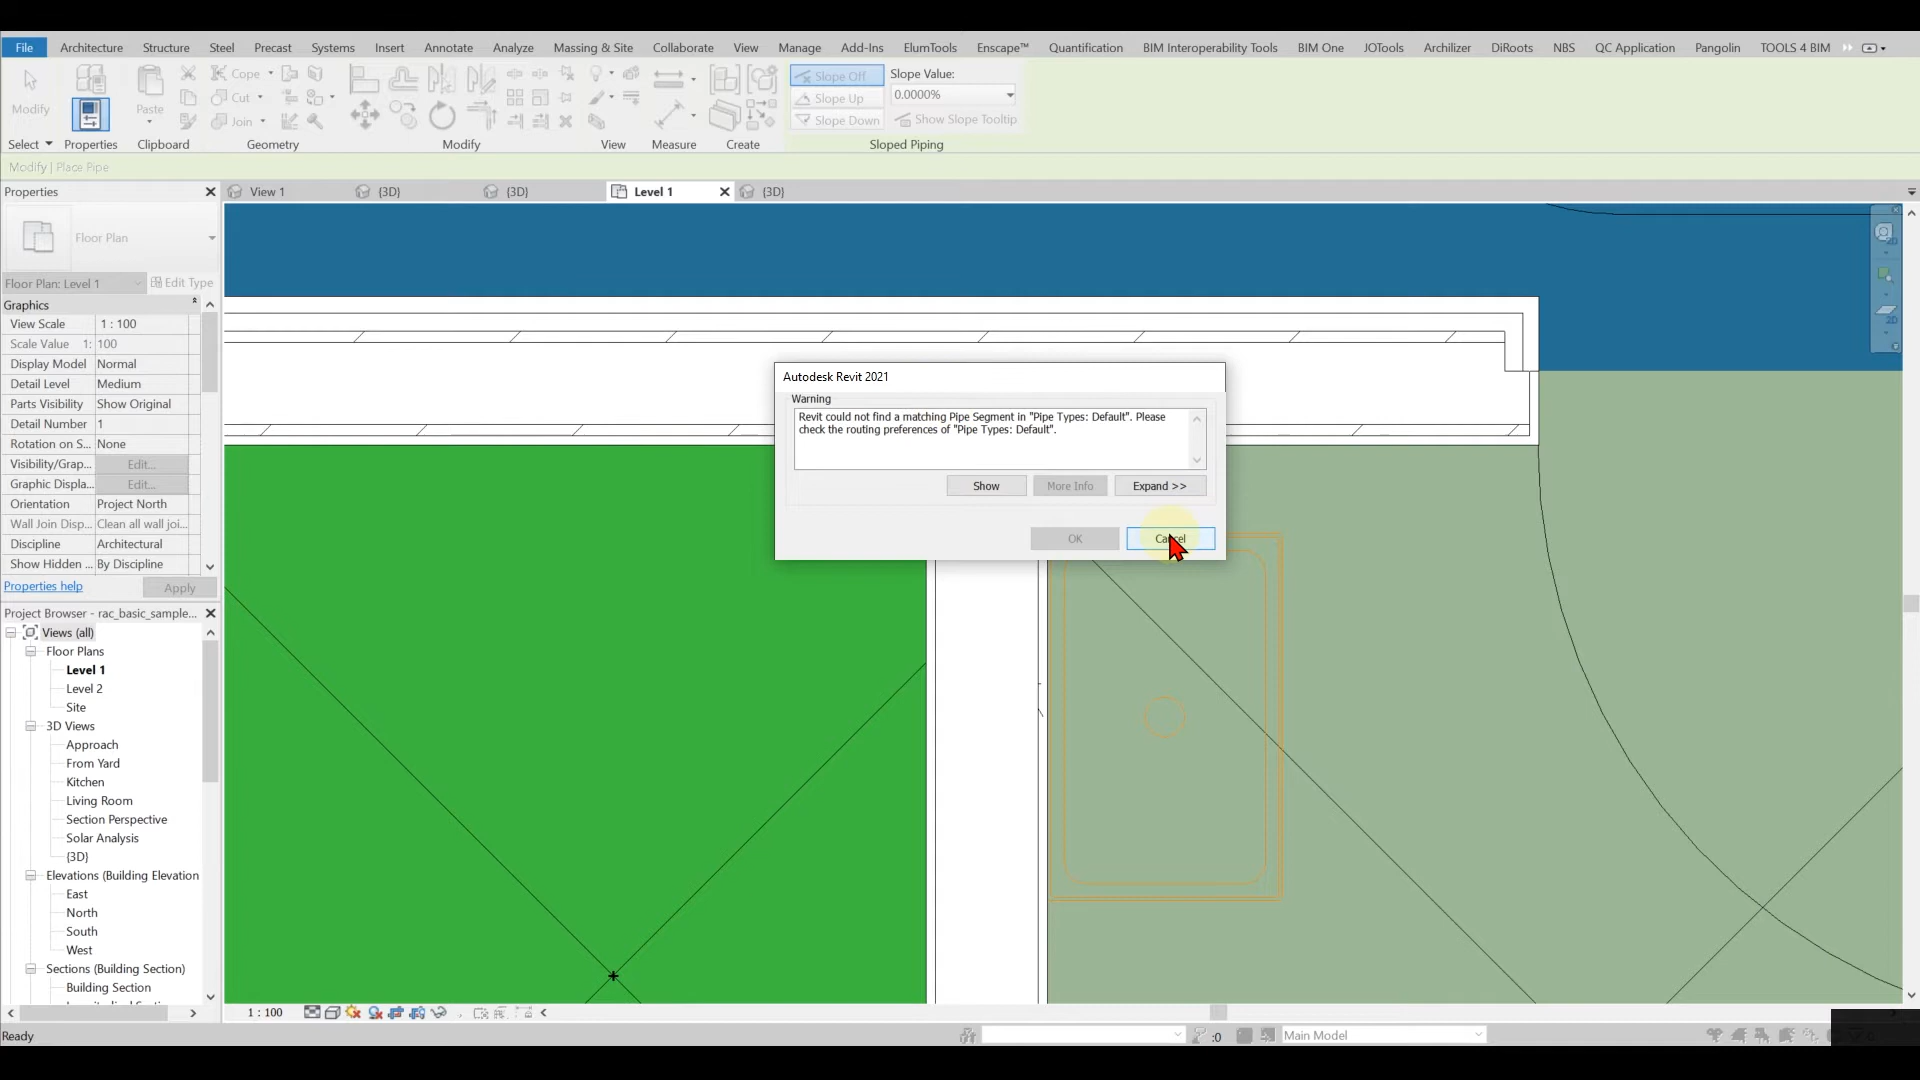 File Architecture Structure Steel Precast Systems Insert Annotate Analyze Massing & Site Collaborate View Manage Add-Ins ElumTools Enscape™ Quantification BIM Interoperability Tools BIM One JOTools Archilizer DiRoots NBS QC Application Pangolin TOOLS 4 BIM
Modify
Paste
Cope
Cut
Join
Slope Off
Slope Up
Slope Down
Slope Value:
0.0000%
Show Slope Tooltip
Select Properties Clipboard Geometry Modify View Measure Create Sloped Piping
Modify | Place Pipe
Properties
View 1 {3D} {3D} Level 1 {3D}
Floor Plan
Floor Plan: Level 1 Edit Type
Graphics
View Scale 1 : 100
Scale Value 1: 100
Display Model Normal
Detail Level Medium
Parts Visibility Show Original
Detail Number 1
Rotation on S... None
Visibility/Grap... Edit...
Graphic Displa... Edit...
Orientation Project North
Wall Join Disp... Clean all wall joi...
Discipline Architectural
Show Hidden ... By Discipline
Properties help Apply
Project Browser - rac_basic_sample...
Views (all)
Floor Plans
Level 1
Level 2
Site
3D Views
Approach
From Yard
Kitchen
Living Room
Section Perspective
Solar Analysis
{3D}
Elevations (Building Elevation
East
North
South
West
Sections (Building Section)
Building Section
Autodesk Revit 2021
Warning
Revit could not find a matching Pipe Segment in "Pipe Types: Default". Please
check the routing preferences of "Pipe Types: Default".
Show More Info Expand >>
OK Cancel
2D
2D
1 : 100
Ready
:0
Main Model